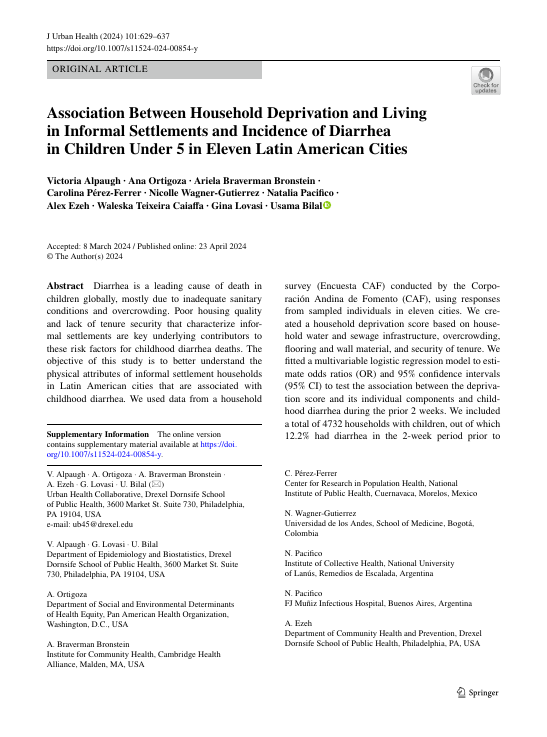 J Urban Health (2024) 101:629–637
https://doi.org/10.1007/s11524-024-00854-y
ORIGINAL ARTICLE
Check for
updates
Association Between Household Deprivation and Living
in Informal Settlements and Incidence of Diarrhea
in Children Under 5 in Eleven Latin American Cities
Victoria Alpaugh · Ana Ortigoza · Ariela Braverman Bronstein ·
Carolina Pérez-Ferrer · Nicolle Wagner-Gutierrez · Natalia Pacifico ·
Alex Ezeh · Waleska Teixeira Caiaffa · Gina Lovasi · Usama Bilal
Accepted: 8 March 2024 / Published online: 23 April 2024
© The Author(s) 2024
Abstract Diarrhea is a leading cause of death in
children globally, mostly due to inadequate sanitary
conditions and overcrowding. Poor housing quality
and lack of tenure security that characterize infor-
mal settlements are key underlying contributors to
these risk factors for childhood diarrhea deaths. The
objective of this study is to better understand the
physical attributes of informal settlement households
in Latin American cities that are associated with
childhood diarrhea. We used data from a household
survey (Encuesta CAF) conducted by the Corpo-
ración Andina de Fomento (CAF), using responses
from sampled individuals in eleven cities. We cre-
ated a household deprivation score based on house-
hold water and sewage infrastructure, overcrowding,
flooring and wall material, and security of tenure. We
fitted a multivariable logistic regression model to esti-
mate odds ratios (OR) and 95% confidence intervals
(95% CI) to test the association between the depriva-
tion score and its individual components and child-
hood diarrhea during the prior 2 weeks. We included
a total of 4732 households with children, out of which
12.2% had diarrhea in the 2-week period prior to
Supplementary Information The online version
contains supplementary material available at https://doi.
org/10.1007/s11524-024-00854-y.
V. Alpaugh · A. Ortigoza · A. Braverman Bronstein ·
A. Ezeh · G. Lovasi · U. Bilal (✉)
Urban Health Collaborative, Drexel Dornsife School
of Public Health, 3600 Market St. Suite 730, Philadelphia,
PA 19104, USA
e-mail: ub45@drexel.edu
V. Alpaugh · G. Lovasi · U. Bilal
Department of Epidemiology and Biostatistics, Drexel
Dornsife School of Public Health, 3600 Market St. Suite
730, Philadelphia, PA 19104, USA
A. Ortigoza
Department of Social and Environmental Determinants
of Health Equity, Pan American Health Organization,
Washington, D.C., USA
A. Braverman Bronstein
Institute for Community Health, Cambridge Health
Alliance, Malden, MA, USA
C. Pérez-Ferrer
Center for Research in Population Health, National
Institute of Public Health, Cuernavaca, Morelos, Mexico
N. Wagner-Gutierrez
Universidad de los Andes, School of Medicine, Bogotá,
Colombia
N. Pacifico
Institute of Collective Health, National University
of Lanús, Remedios de Escalada, Argentina
N. Pacifico
FJ Muñiz Infectious Hospital, Buenos Aires, Argentina
A. Ezeh
Department of Community Health and Prevention, Drexel
Dornsife School of Public Health, Philadelphia, PA, USA
Springer